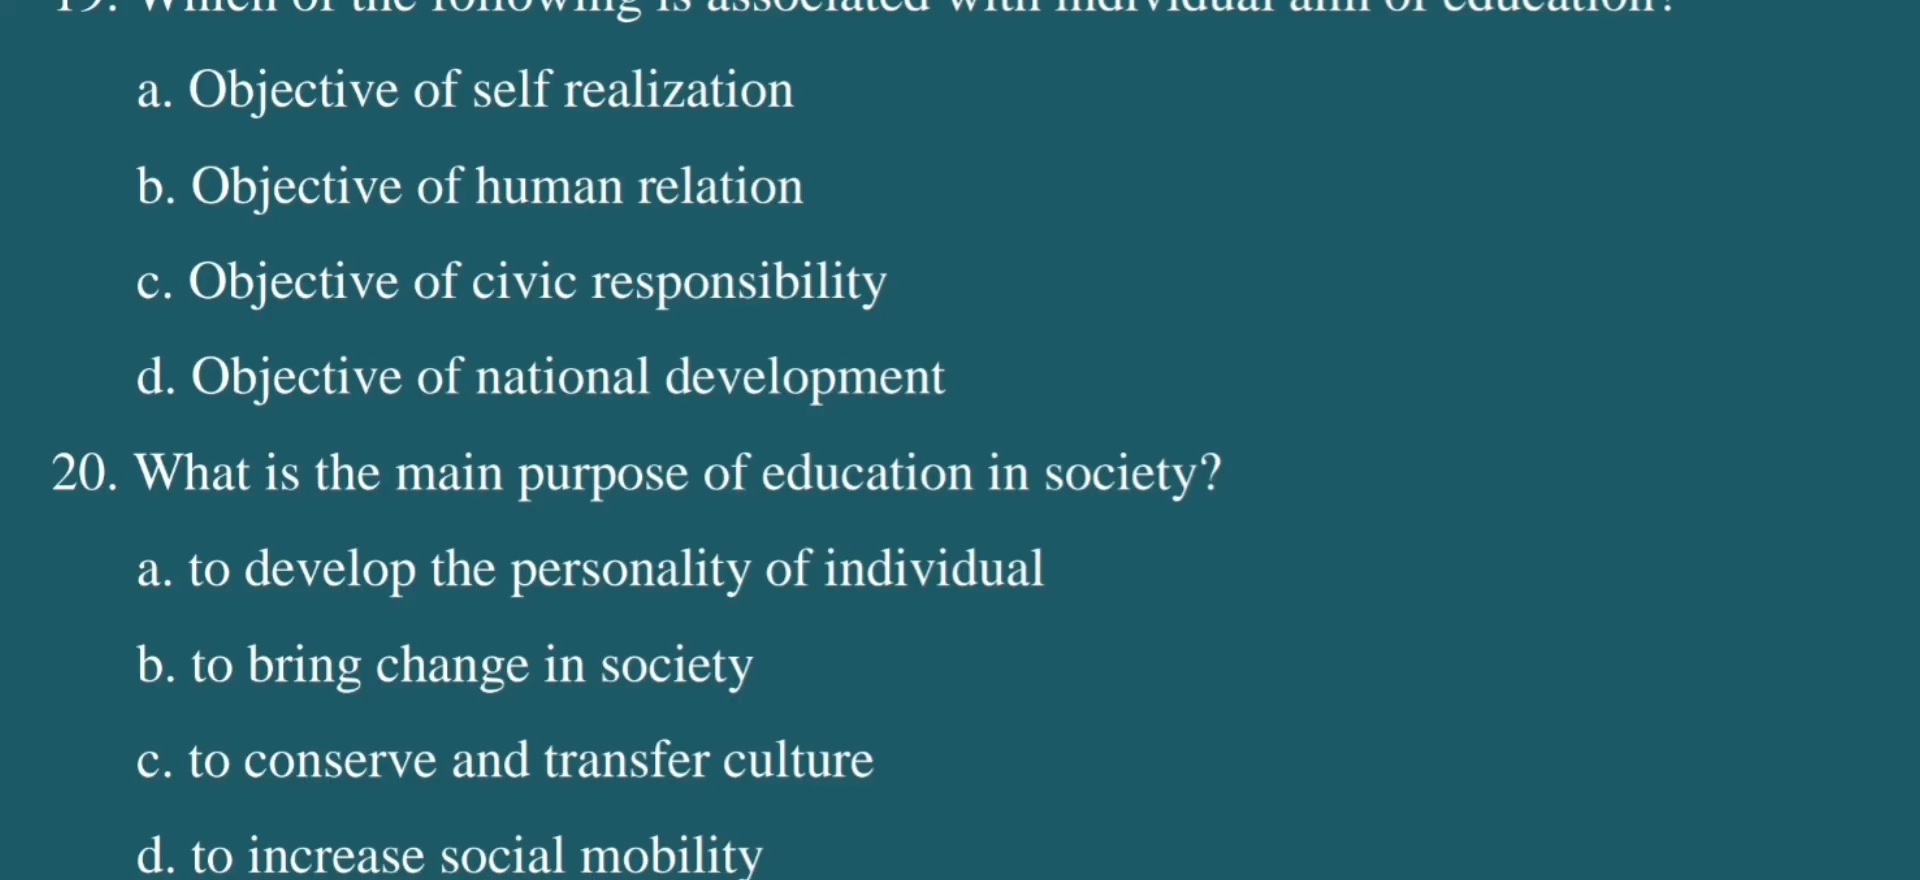 19. Which of the following is associated with individual aim of education?
a. Objective of self realization
b. Objective of human relation
c. Objective of civic responsibility
d. Objective of national development
20. What is the main purpose of education in society?
a. to develop the personality of individual
b. to bring change in society
c. to conserve and transfer culture
d. to increase social mobility